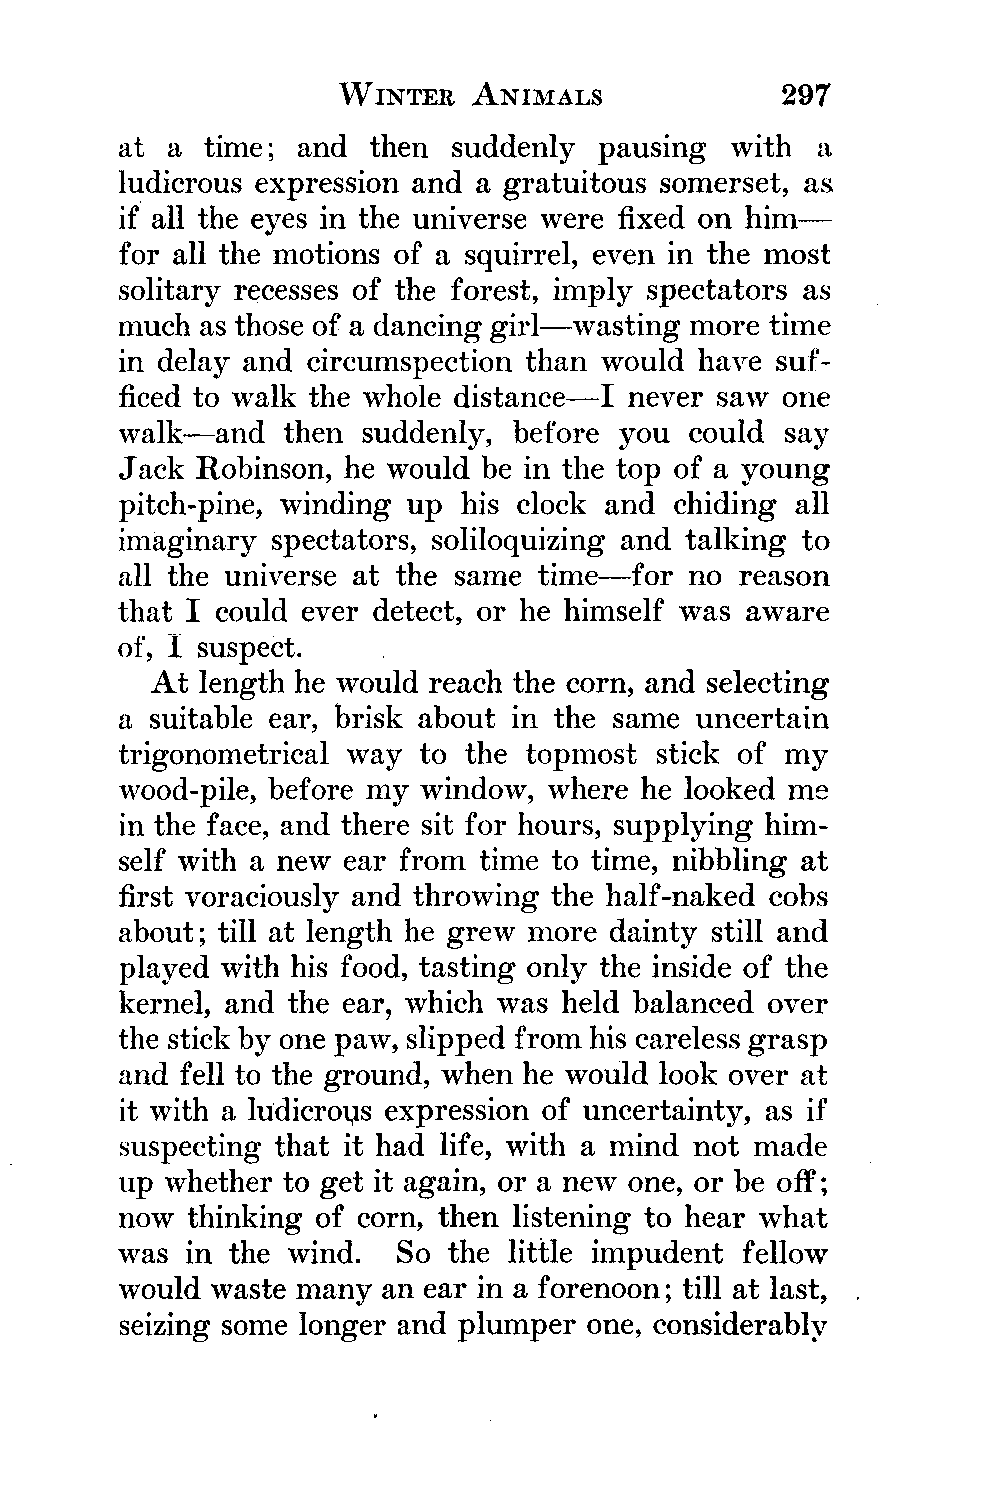 WINTER ANIMALS 297
at a time; and then suddenly pausing with a
ludicrous expression and a gratuitous somerset, as
if all the eyes in the universe were fixed on him—
for all the motions of a squirrel, even in the most
solitary recesses of the forest, imply spectators as
much as those of a dancing girl—wasting more time
in delay and circumspection than would have suf-
ficed to walk the whole distance—I never saw one
walk—and then suddenly, before you could say
Jack Robinson, he would be in the top of a young
pitch-pine, winding up his clock and chiding all
imaginary spectators, soliloquizing and talking to
all the universe at the same time—for no reason
that I could ever detect, or he himself was aware
of, I suspect.
At length he would reach the corn, and selecting
a suitable ear, brisk about in the same uncertain
trigonometrical way to the topmost stick of my
wood-pile, before my window, where he looked me
in the face, and there sit for hours, supplying him-
self with a new ear from time to time, nibbling at
first voraciously and throwing the half-naked cobs
about; till at length he grew more dainty still and
played with his food, tasting only the inside of the
kernel, and the ear, which was held balanced over
the stick by one paw, slipped from his careless grasp
and fell to the ground, when he would look over at
it with a ludicrous expression of uncertainty, as if
suspecting that it had life, with a mind not made
up whether to get it again, or a new one, or be off;
now thinking of corn, then listening to hear what
was in the wind. So the little impudent fellow
would waste many an ear in a forenoon; till at last,
seizing some longer and plumper one, considerably